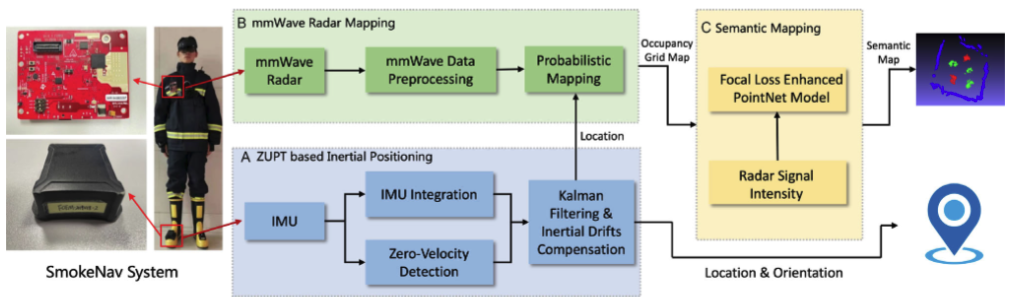 B mmWave Radar Mapping
mmWave
Radar
mmWave Data
Preprocessing
Probabilistic
Mapping
Occupancy
Grid Map
C Semantic Mapping
Focal Loss Enhanced
PointNet Model
Radar Signal
Intensity
Semantic
Map
Location
A ZUPT based Inertial Positioning
IMU
IMU Integration
Zero-Velocity
Detection
Kalman
Filtering &
Inertial Drifts
Compensation
Location & Orientation
SmokeNav System